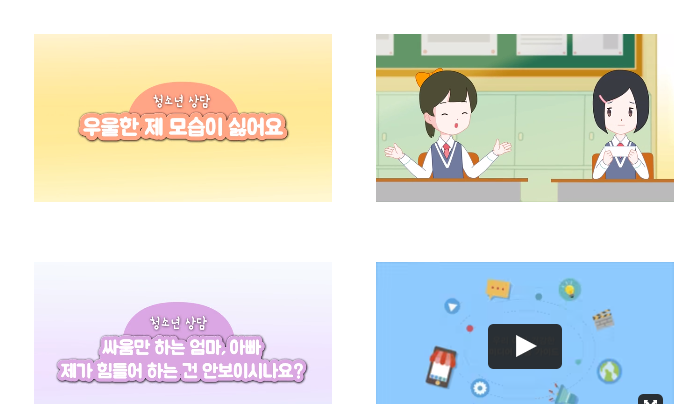 청소년 상담
우울한 제 모습이 싫어요
청소년 상담
싸움만 하는 엄마, 아빠
제가 힘들어 하는 건 안보이시나요?